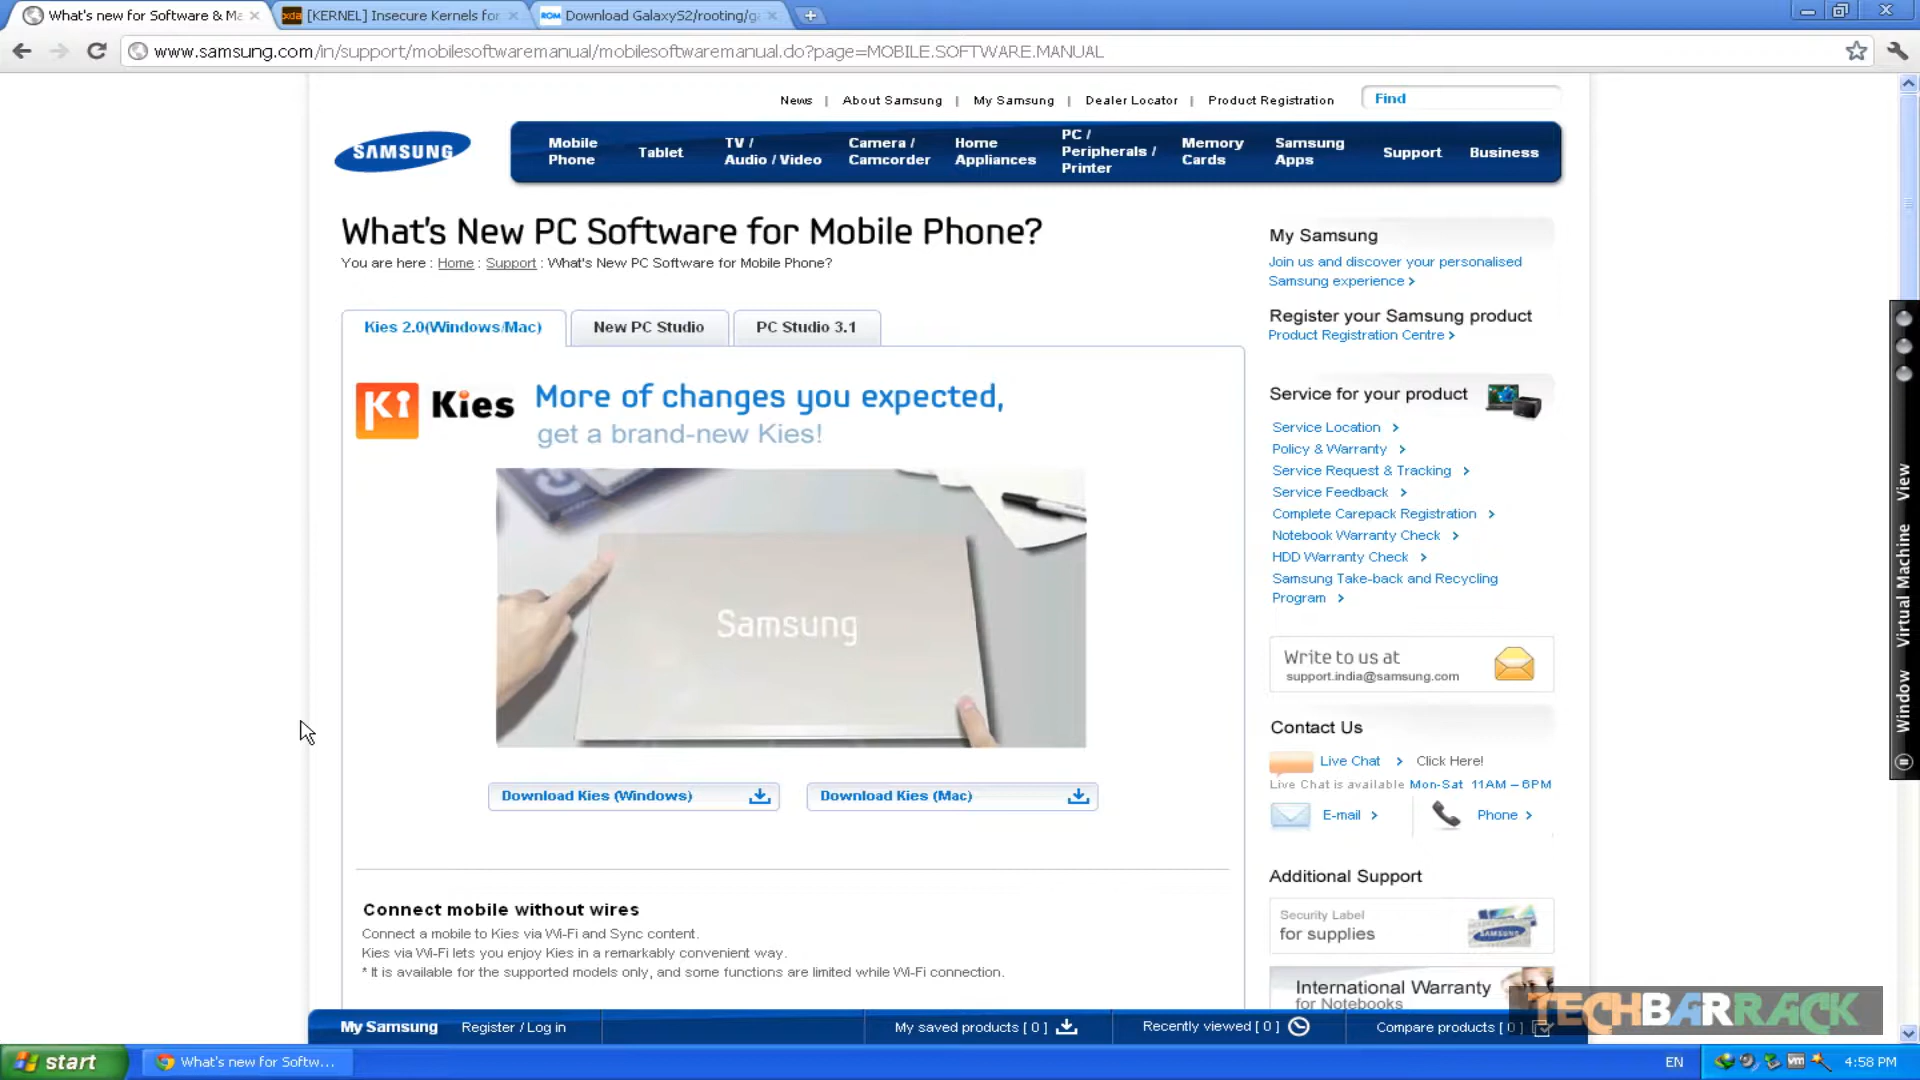 What's new for Software & Ma
[KERNEL] Insecure Kernels for
ROM
Download GalaxyS2/rooting/ga
www.samsung.com/in/support/mobilesoftwaremanual/mobilesoftwaremanual.do?page=MOBILE.SOFTWARE.MANUAL
News | About Samsung | My Samsung | Dealer Locator | Product Registration
Find
SAMSUNG
Mobile Phone
Tablet
TV / Audio / Video
Camera / Camcorder
Home Appliances
PC / Peripherals / Printer
Memory Cards
Samsung Apps
Support
Business
What's New PC Software for Mobile Phone?
You are here : Home : Support : What's New PC Software for Mobile Phone?
Kies 2.0(Windows/Mac)
New PC Studio
PC Studio 3.1
Ki Kies
More of changes you expected,
get a brand-new Kies!
Samsung
Download Kies (Windows)
Download Kies (Mac)
Connect mobile without wires
Connect a mobile to Kies via Wi-Fi and Sync content.
Kies via Wi-Fi lets you enjoy Kies in a remarkably convenient way.
* It is available for the supported models only, and some functions are limited while Wi-Fi connection.
My Samsung
Join us and discover your personalised
Samsung experience >
Register your Samsung product
Product Registration Centre >
Service for your product
Service Location >
Policy & Warranty >
Service Request & Tracking >
Service Feedback >
Complete Carepack Registration >
Notebook Warranty Check >
HDD Warranty Check >
Samsung Take-back and Recycling
Program >
Write to us at
support.india@samsung.com
Contact Us
Live Chat > Click Here!
Live Chat is available Mon-Sat 11AM – 6PM
E-mail >
Phone >
Additional Support
Security Label
for supplies
SAMSUNG
International Warranty
for Notebooks
TECHBARRACK
My Samsung
Register / Log in
My saved products [ 0 ]
Recently viewed [ 0 ]
Compare products [ 0 ]
View
Virtual Machine
Window
start
What's new for Softw...
EN
4:58 PM